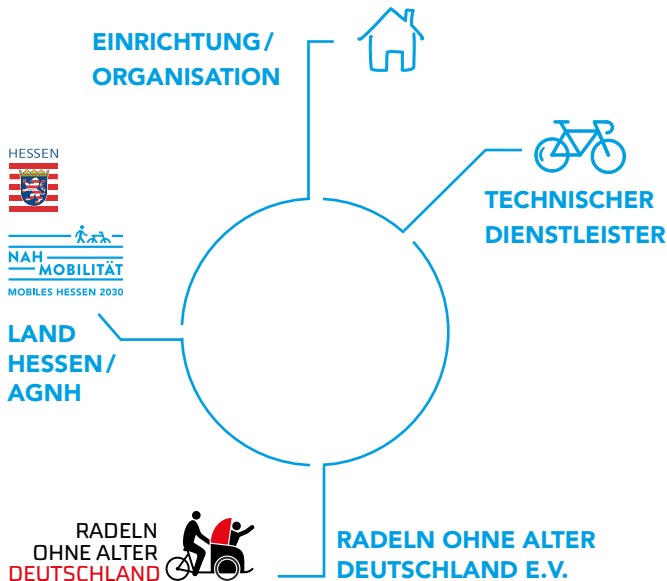 EINRICHTUNG/
ORGANISATION
HESSEN
NAH
MOBILITÄT
MOBILES HESSEN 2030
LAND
HESSEN/
AGNH
TECHNISCHER
DIENSTLEISTER
RADELN
OHNE ALTER
DEUTSCHLAND
RADELN OHNE ALTER
DEUTSCHLAND E.V.